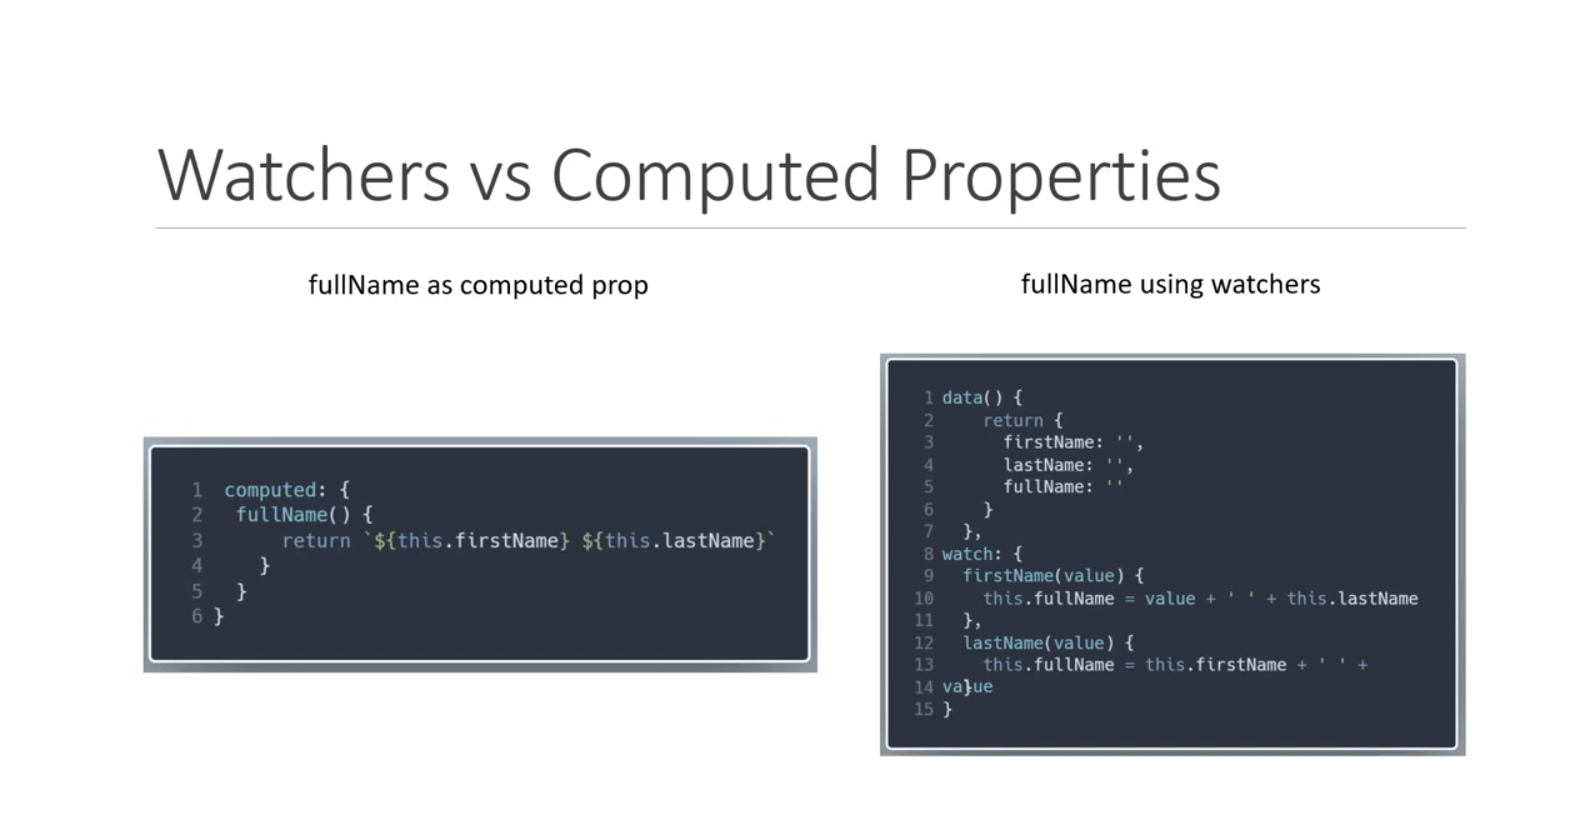 Watchers vs Computed Properties
fullName as computed prop
1 computed: {
2 fullName() {
3 return `${this.firstName} ${this.lastName}`
4 }
5 }
6 }
fullName using watchers
1 data() {
2 return {
3 firstName: '',
4 lastName: '',
5 fullName: ''
6 }
7 },
8 watch: {
9 firstName(value) {
10 this.fullName = value + ' ' + this.lastName
11 },
12 lastName(value) {
13 this.fullName = this.firstName + ' ' +
14 value }
15 }